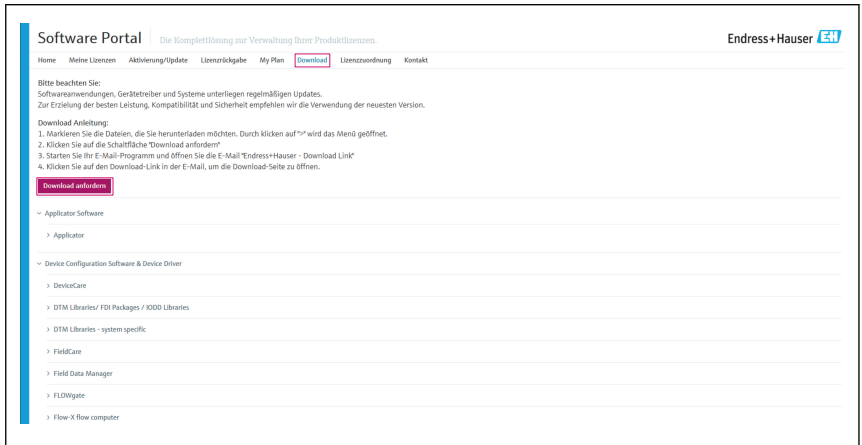 Software Portal Die Komplettlösung zur Verwaltung Ihrer Produktlizenzen.
Endress+Hauser EH
Home Meine Lizenzen Aktivierung/Update Lizenzrückgabe My Plan Download Lizenzzuordnung Kontakt
Bitte beachten Sie:
Softwareanwendungen, Gerätetreiber und Systeme unterliegen regelmäßigen Updates.
Zur Erzielung der besten Leistung, Kompatibilität und Sicherheit empfehlen wir die Verwendung der neuesten Version.
Download Anleitung:
1. Markieren Sie die Dateien, die Sie herunterladen möchten. Durch klicken auf ">" wird das Menü geöffnet.
2. Klicken Sie auf die Schaltfläche "Download anfordern"
3. Starten Sie Ihr E-Mail-Programm und öffnen Sie die E-Mail "Endress+Hauser - Download Link"
4. Klicken Sie auf den Download-Link in der E-Mail, um die Download-Seite zu öffnen.
Download anfordern
Applicator Software
> Applicator
Device Configuration Software & Device Driver
> DeviceCare
> DTM Libraries/ FDI Packages / IODD Libraries
> DTM Libraries - system specific
> FieldCare
> Field Data Manager
> FLOWgate
> Flow-X flow computer